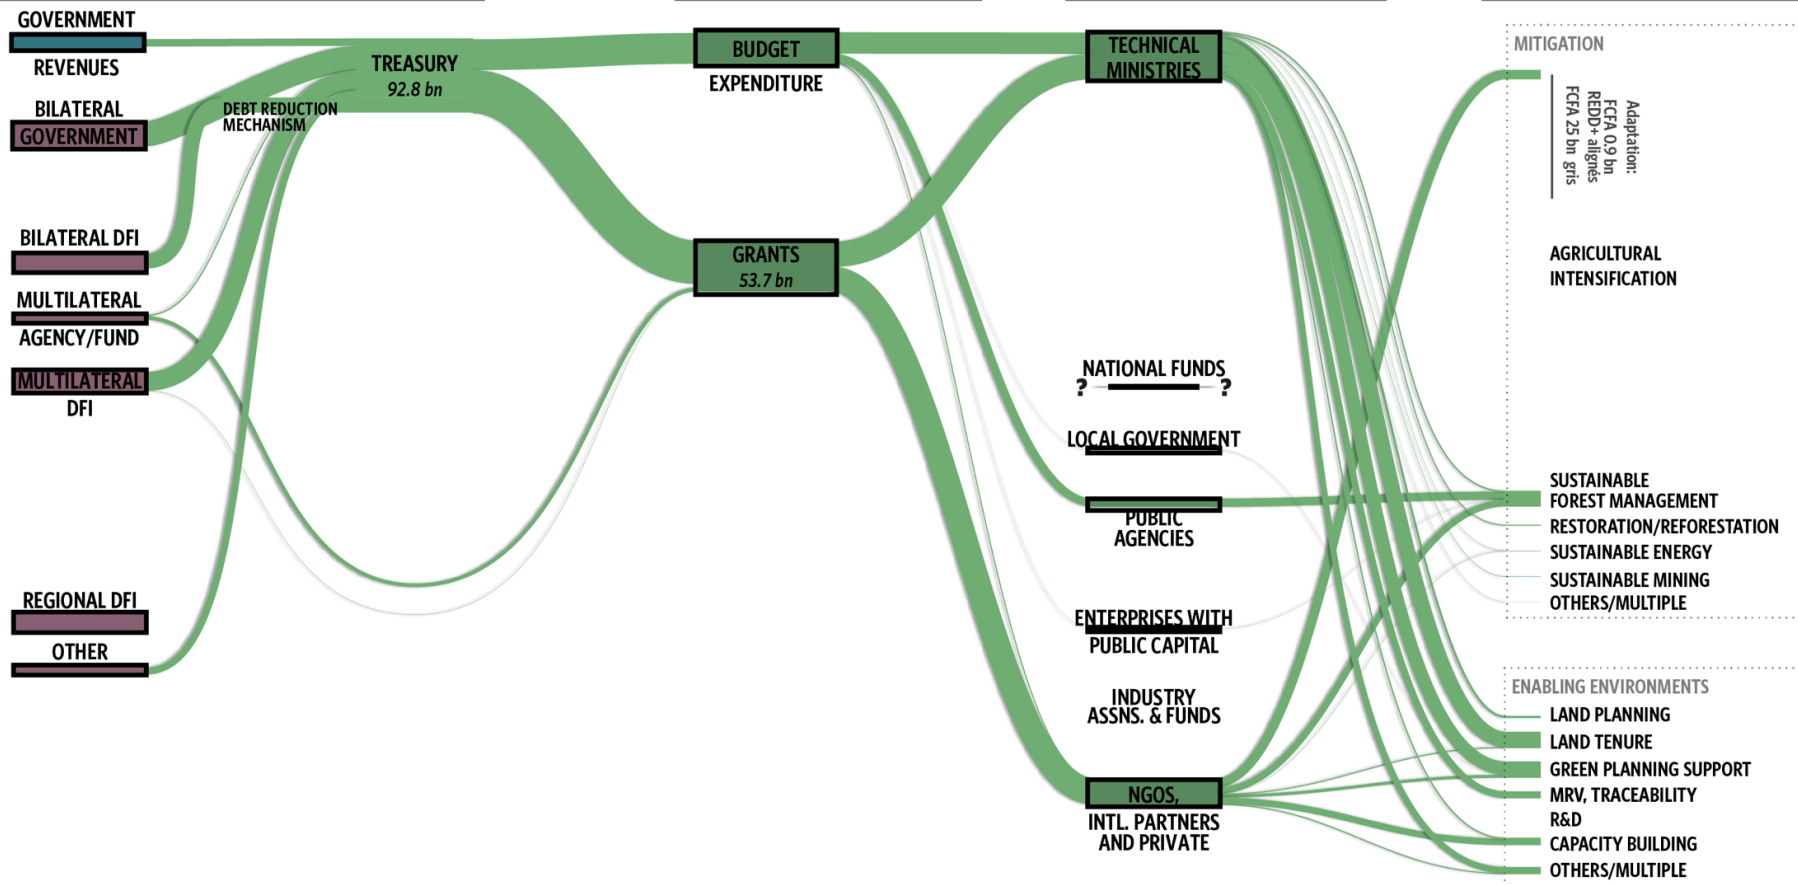 GOVERNMENT
REVENUES
BILATERAL
GOVERNMENT
BILATERAL DFI
MULTILATERAL
AGENCY/FUND
MULTILATERAL
DFI
REGIONAL DFI
OTHER
TREASURY
92.8 bn
DEBT REDUCTION
MECHANISM
BUDGET
EXPENDITURE
GRANTS
53.7 bn
TECHNICAL
MINISTRIES
NATIONAL FUNDS
? ?
LOCAL GOVERNMENT
PUBLIC
AGENCIES
ENTERPRISES WITH
PUBLIC CAPITAL
INDUSTRY
ASSNS. & FUNDS
NGOS,
INTL. PARTNERS
AND PRIVATE
MITIGATION
Adaptation:
FCFA 0.9 bn
REDD+ alignés
FCFA 25 bn gris
AGRICULTURAL
INTENSIFICATION
SUSTAINABLE
FOREST MANAGEMENT
RESTORATION/REFORESTATION
SUSTAINABLE ENERGY
SUSTAINABLE MINING
OTHERS/MULTIPLE
ENABLING ENVIRONMENTS
LAND PLANNING
LAND TENURE
GREEN PLANNING SUPPORT
MRV, TRACEABILITY
R&D
CAPACITY BUILDING
OTHERS/MULTIPLE